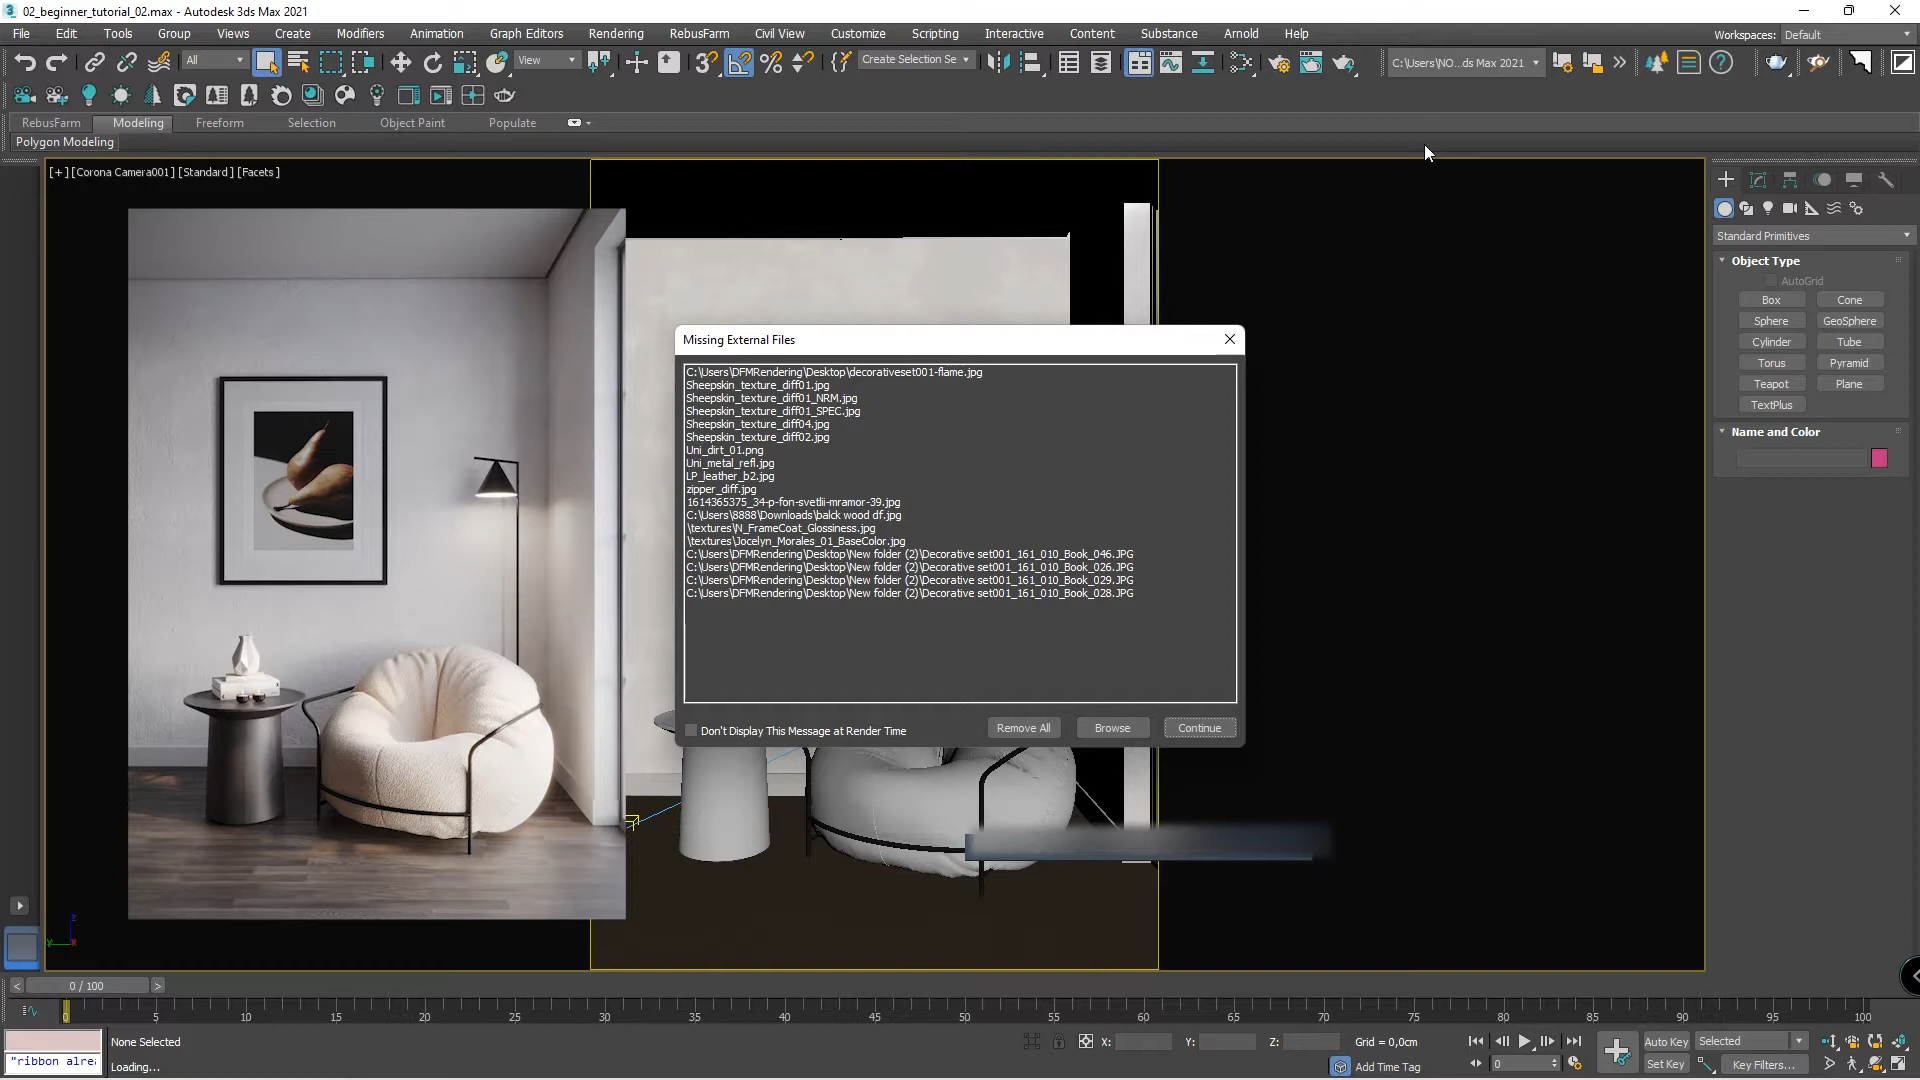 02_beginner_tutorial_02.max - Autodesk 3ds Max 2021
File Edit Tools Group Views Create Modifiers Animation Graph Editors Rendering RebusFarm Civil View Customize Scripting Interactive Content Substance Arnold Help
Workspaces: Default
All
View
Create Selection Se
C:\Users\NO...ds Max 2021
RebusFarm Modeling Freeform Selection Object Paint Populate
Polygon Modeling
[+] [Corona Camera001] [Standard] [Facets]
Missing External Files
C:\Users\DFMRendering\Desktop\decorativeset001-flame.jpg
Sheepskin_texture_diff01.jpg
Sheepskin_texture_diff01_NRM.jpg
Sheepskin_texture_diff01_SPEC.jpg
Sheepskin_texture_diff04.jpg
Sheepskin_texture_diff02.jpg
Uni_dirt_01.png
Uni_metal_refl.jpg
LP_leather_b2.jpg
zipper_diff.jpg
1614365375_34-p-fon-svetlii-mramor-39.jpg
C:\Users\8888\Downloads\balck wood df.jpg
\textures\N_FrameCoat_Glossiness.jpg
\textures\Jocelyn_Morales_01_BaseColor.jpg
C:\Users\DFMRendering\Desktop\New folder (2)\Decorative set001_161_010_Book_046.JPG
C:\Users\DFMRendering\Desktop\New folder (2)\Decorative set001_161_010_Book_026.JPG
C:\Users\DFMRendering\Desktop\New folder (2)\Decorative set001_161_010_Book_029.JPG
C:\Users\DFMRendering\Desktop\New folder (2)\Decorative set001_161_010_Book_028.JPG
Don't Display This Message at Render Time
Remove All
Browse
Continue
Standard Primitives
Object Type
AutoGrid
Box Cone
Sphere GeoSphere
Cylinder Tube
Torus Pyramid
Teapot Plane
TextPlus
Name and Color
< 0 / 100 >
0 5 10 15 20 25 30 35 40 45 50 55 60 65 70 75 80 85 90 95 100
None Selected
X: Y: Z: Grid = 0,0cm
Auto Key Selected
"ribbon alrea
Loading...
Add Time Tag
0
Set Key Key Filters...